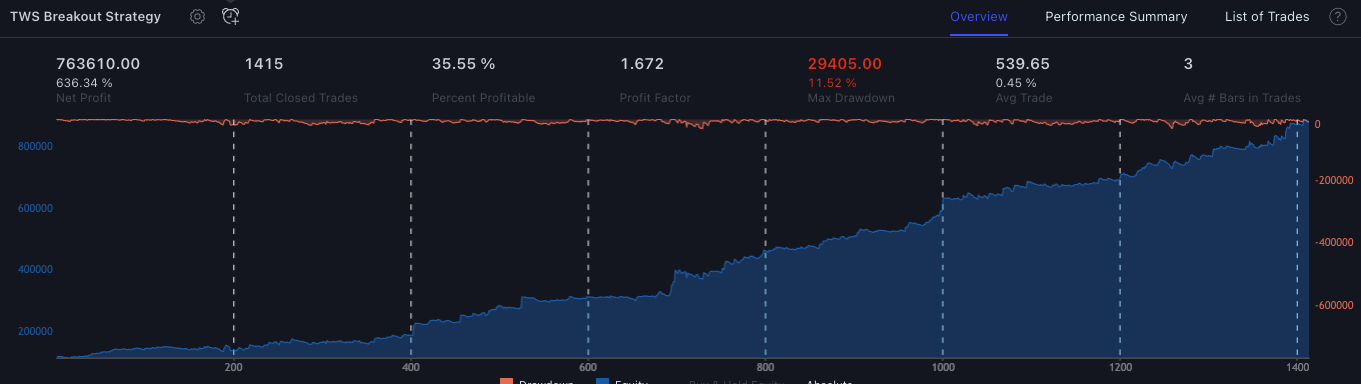 TWS Breakout Strategy
Overview Performance Summary List of Trades ?
763610.00 1415 35.55 % 1.672 29405.00 539.65 3
636.34 % 11.52 % 0.45 %
Net Profit Total Closed Trades Percent Profitable Profit Factor Max Drawdown Avg Trade Avg # Bars in Trades
0
800000
-200000
600000
-400000
400000
-600000
200000
200 400 600 800 1000 1200 1400
Drawdown Equity Buy & Hold Equity Absolute